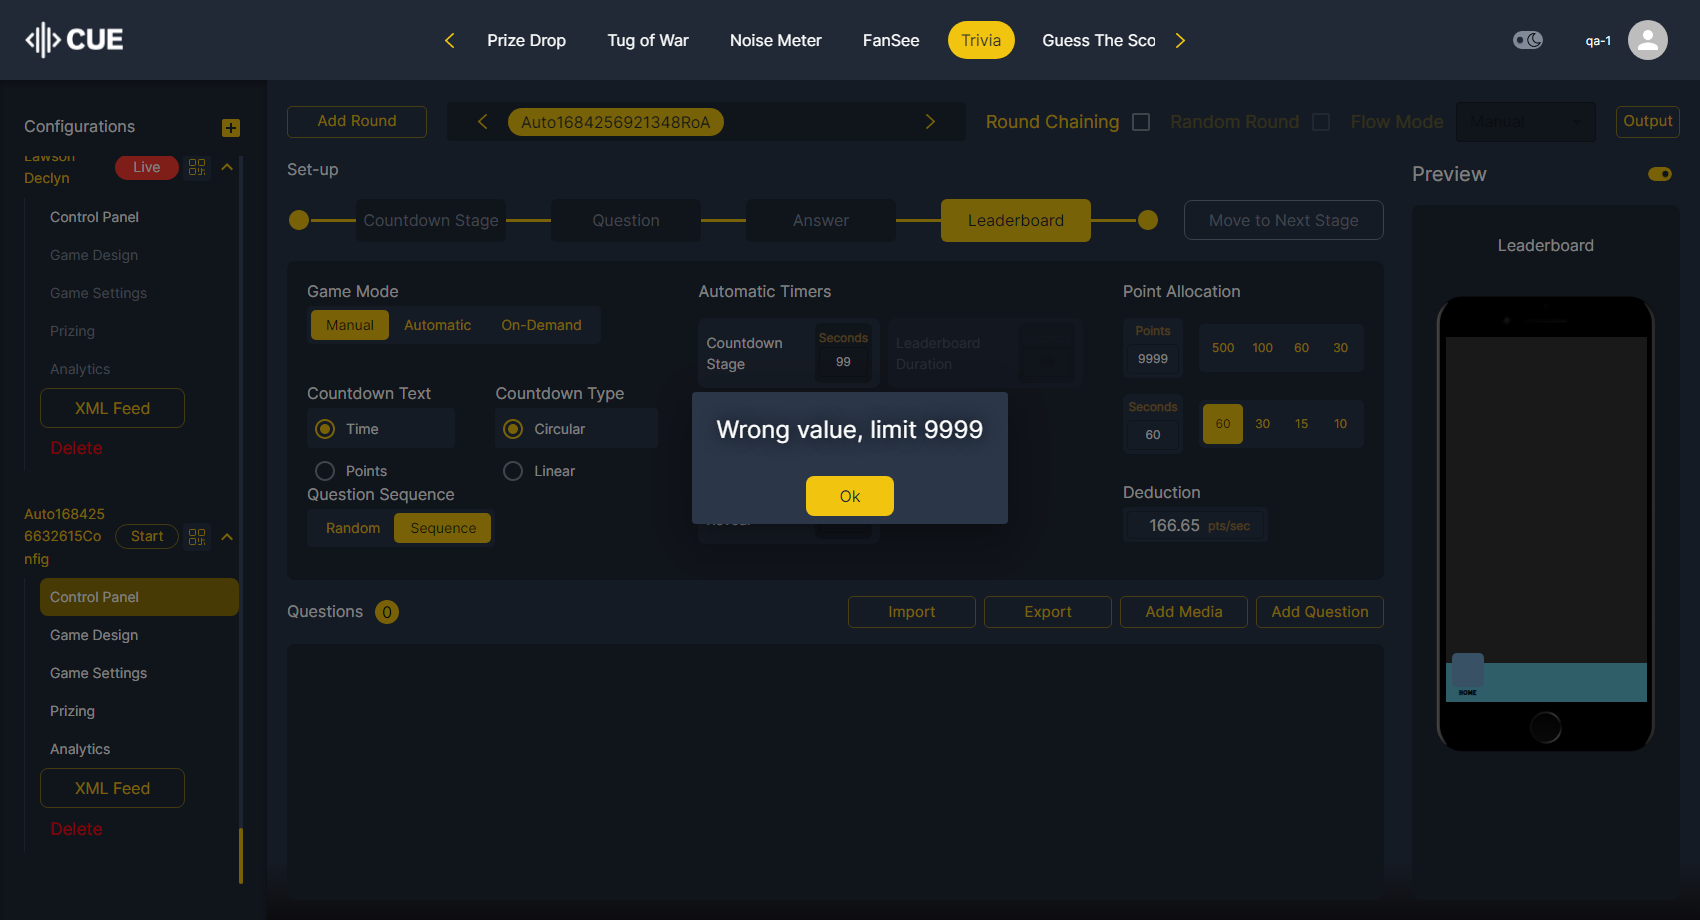 CUE
Prize Drop
Tug of War
Noise Meter
FanSee
Trivia
Guess The Sco
qa-1
Configurations
Lawson
Declyn
Live
Control Panel
Game Design
Game Settings
Prizing
Analytics
XML Feed
Delete
Auto168425
6632615Co
nfig
Start
Control Panel
Game Design
Game Settings
Prizing
Analytics
XML Feed
Delete
Add Round
Auto1684256921348RoA
Round Chaining
Random Round
Flow Mode
Manual
Output
Set-up
Countdown Stage
Question
Answer
Leaderboard
Move to Next Stage
Game Mode
Manual
Automatic
On-Demand
Countdown Text
Time
Points
Countdown Type
Circular
Linear
Question Sequence
Random
Sequence
Automatic Timers
Countdown
Stage
Seconds
99
Leaderboard
Duration
Wrong value, limit 9999
Ok
Point Allocation
Points
9999
500
100
60
30
Seconds
60
60
30
15
10
Deduction
166.65 pts/sec
Questions 0
Import
Export
Add Media
Add Question
Preview
Leaderboard
HOME